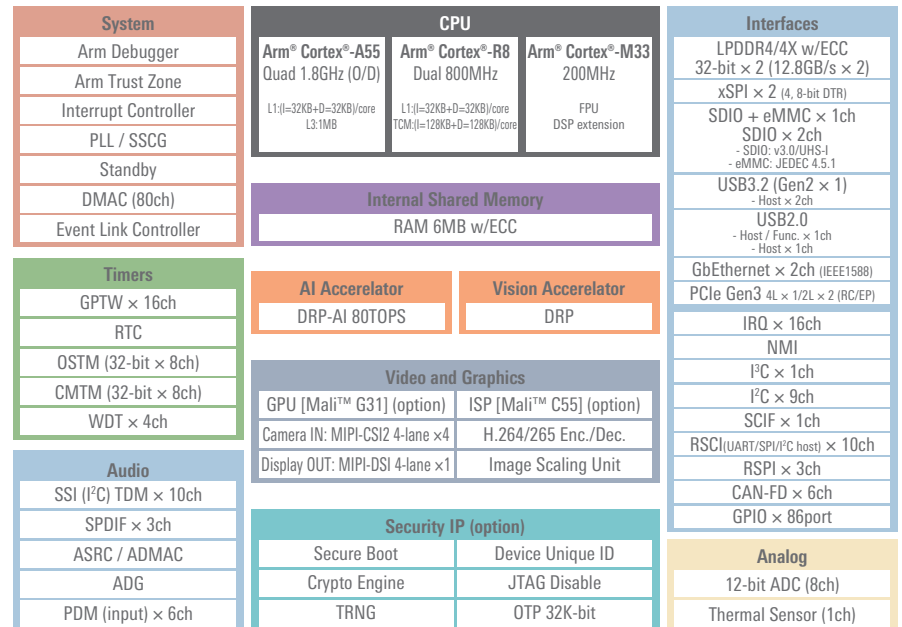 System
Arm Debugger
Arm Trust Zone
Interrupt Controller
PLL / SSCG
Standby
DMAC (80ch)
Event Link Controller
Timers
GPTW × 16ch
RTC
OSTM (32-bit × 8ch)
CMTM (32-bit × 8ch)
WDT × 4ch
Audio
SSI (I²C) TDM × 10ch
SPDIF × 3ch
ASRC / ADMAC
ADG
PDM (input) × 6ch
CPU
Arm® Cortex®-A55
Quad 1.8GHz (O/D)
L1:(I=32KB+D=32KB)/core
L3:1MB
Arm® Cortex®-R8
Dual 800MHz
L1:(I=32KB+D=32KB)/core
TCM:(I=128KB+D=128KB)/core
Arm® Cortex®-M33
200MHz
FPU
DSP extension
Internal Shared Memory
RAM 6MB w/ECC
AI Accerelator
DRP-AI 80TOPS
Vision Accerelator
DRP
Video and Graphics
GPU [Mali™ G31] (option)
ISP [Mali™ C55] (option)
Camera IN: MIPI-CSI2 4-lane ×4
H.264/265 Enc./Dec.
Display OUT: MIPI-DSI 4-lane ×1
Image Scaling Unit
Security IP (option)
Secure Boot
Device Unique ID
Crypto Engine
JTAG Disable
TRNG
OTP 32K-bit
Interfaces
LPDDR4/4X w/ECC
32-bit × 2 (12.8GB/s × 2)
xSPI × 2 (4, 8-bit DTR)
SDIO + eMMC × 1ch
SDIO × 2ch
- SDIO: v3.0/UHS-I
- eMMC: JEDEC 4.5.1
USB3.2 (Gen2 × 1)
- Host × 2ch
USB2.0
- Host / Func. × 1ch
- Host × 1ch
GbEthernet × 2ch (IEEE1588)
PCIe Gen3 4L × 1/2L × 2 (RC/EP)
IRQ × 16ch
NMI
I³C × 1ch
I²C × 9ch
SCIF × 1ch
RSCI(UART/SPI/I²C host) × 10ch
RSPI × 3ch
CAN-FD × 6ch
GPIO × 86port
Analog
12-bit ADC (8ch)
Thermal Sensor (1ch)